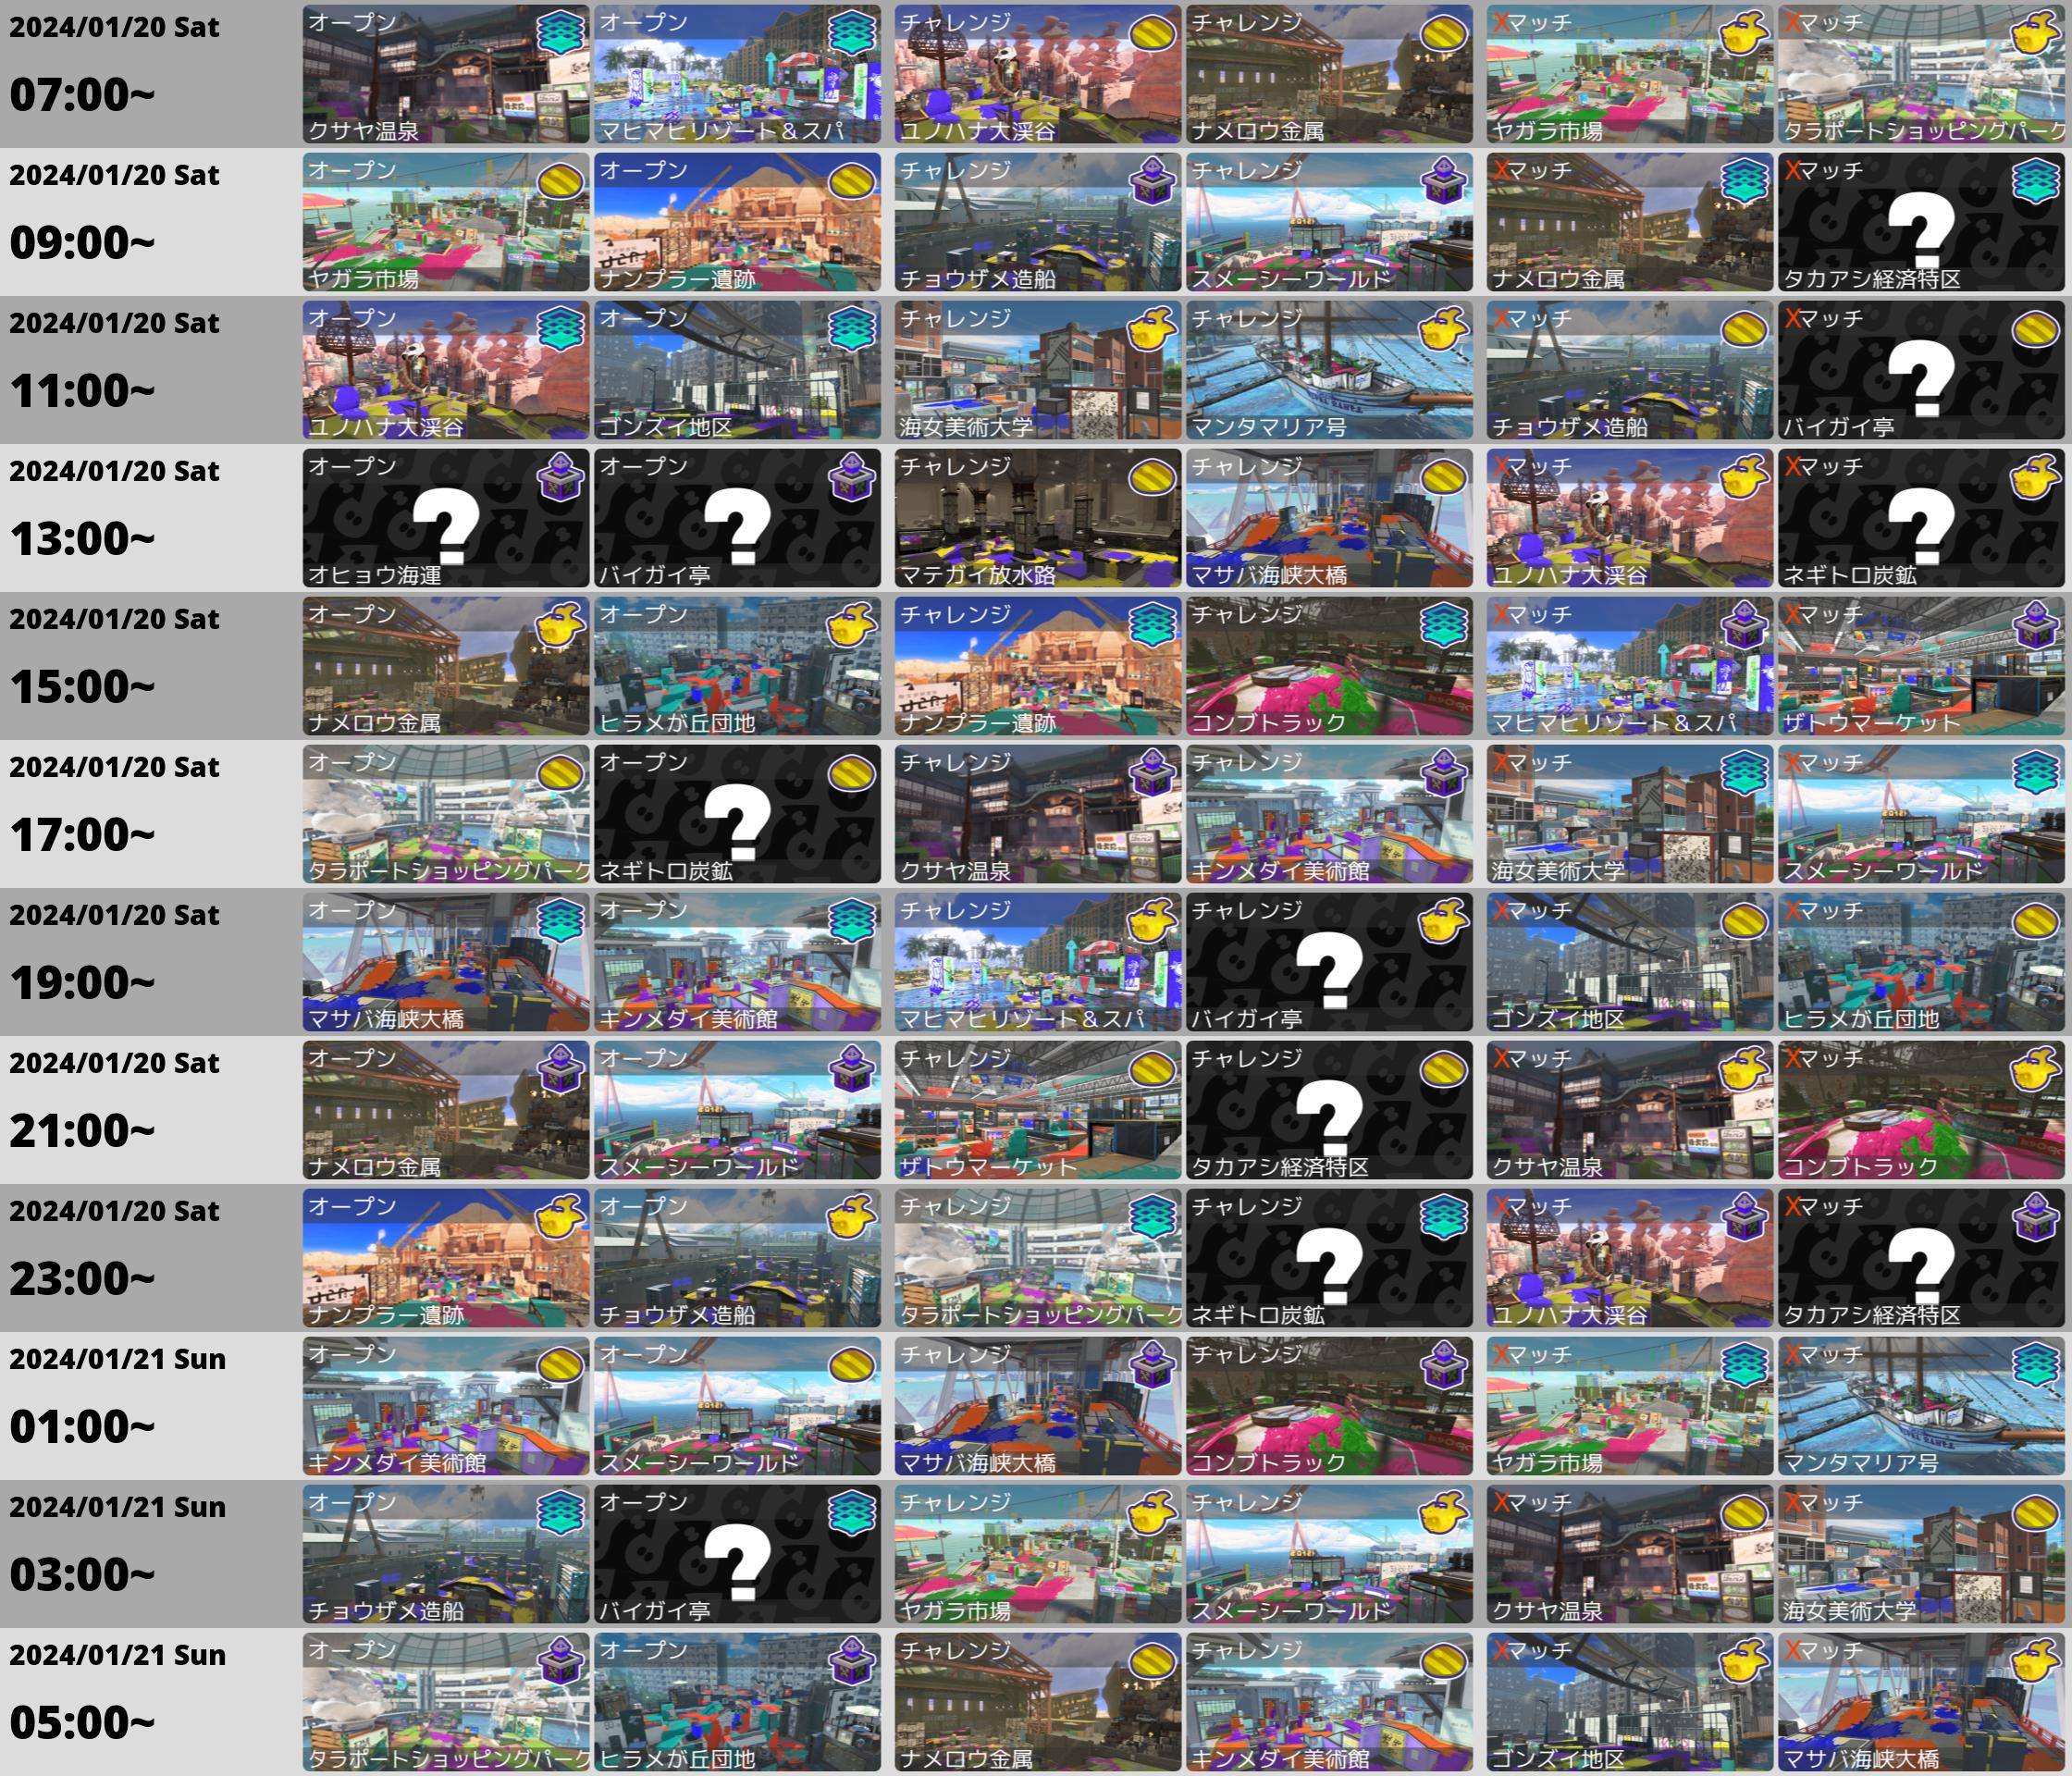 2024/01/20 Sat
07:00~
オープン
クサヤ温泉
オープン
マヒマヒリゾート&スパ
チャレンジ
ユノハナ大渓谷
チャレンジ
ナメロウ金属
Xマッチ
ヤガラ市場
Xマッチ
タラポートショッピングパーク
2024/01/20 Sat
09:00~
オープン
ヤガラ市場
オープン
ナンプラー遺跡
チャレンジ
チョウザメ造船
チャレンジ
スメーシーワールド
Xマッチ
ナメロウ金属
Xマッチ
?
タカアシ経済特区
2024/01/20 Sat
11:00~
オープン
ユノハナ大渓谷
オープン
ゴンズイ地区
チャレンジ
海女美術大学
チャレンジ
マンタマリア号
Xマッチ
チョウザメ造船
Xマッチ
?
バイガイ亭
2024/01/20 Sat
13:00~
オープン
?
オヒョウ海運
オープン
?
バイガイ亭
チャレンジ
マテガイ放水路
チャレンジ
マサバ海峡大橋
Xマッチ
ユノハナ大渓谷
Xマッチ
?
ネギトロ炭鉱
2024/01/20 Sat
15:00~
オープン
ナメロウ金属
オープン
ヒラメが丘団地
チャレンジ
ナンプラー遺跡
チャレンジ
コンブトラック
Xマッチ
マヒマヒリゾート&スパ
Xマッチ
ザトウマーケット
2024/01/20 Sat
17:00~
オープン
タラポートショッピングパーク
オープン
?
ネギトロ炭鉱
チャレンジ
クサヤ温泉
チャレンジ
キンメダイ美術館
Xマッチ
海女美術大学
Xマッチ
スメーシーワールド
2024/01/20 Sat
19:00~
オープン
マサバ海峡大橋
オープン
キンメダイ美術館
チャレンジ
マヒマヒリゾート&スパ
チャレンジ
?
バイガイ亭
Xマッチ
ゴンズイ地区
Xマッチ
ヒラメが丘団地
2024/01/20 Sat
21:00~
オープン
ナメロウ金属
オープン
スメーシーワールド
チャレンジ
ザトウマーケット
チャレンジ
?
タカアシ経済特区
Xマッチ
クサヤ温泉
Xマッチ
コンブトラック
2024/01/20 Sat
23:00~
オープン
ナンプラー遺跡
オープン
チョウザメ造船
チャレンジ
タラポートショッピングパーク
チャレンジ
?
ネギトロ炭鉱
Xマッチ
ユノハナ大渓谷
Xマッチ
?
タカアシ経済特区
2024/01/21 Sun
01:00~
オープン
キンメダイ美術館
オープン
スメーシーワールド
チャレンジ
マサバ海峡大橋
チャレンジ
コンブトラック
Xマッチ
ヤガラ市場
Xマッチ
マンタマリア号
2024/01/21 Sun
03:00~
オープン
チョウザメ造船
オープン
?
バイガイ亭
チャレンジ
ヤガラ市場
チャレンジ
スメーシーワールド
Xマッチ
クサヤ温泉
Xマッチ
海女美術大学
2024/01/21 Sun
05:00~
オープン
タラポートショッピングパーク
オープン
ヒラメが丘団地
チャレンジ
ナメロウ金属
チャレンジ
キンメダイ美術館
Xマッチ
ゴンズイ地区
Xマッチ
マサバ海峡大橋